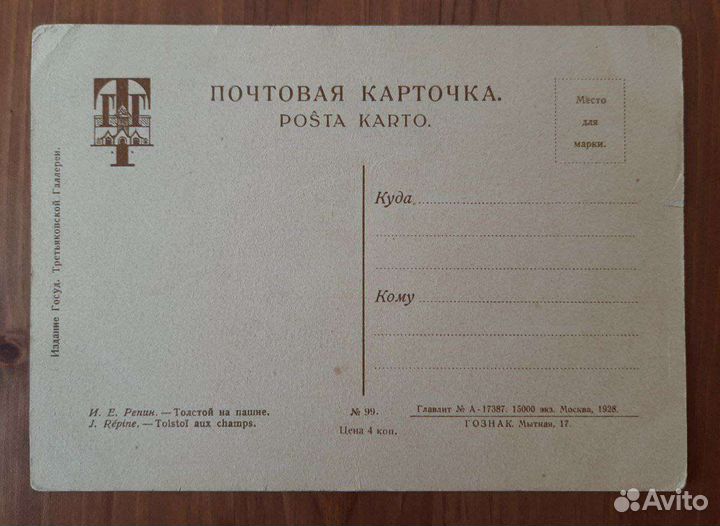 ПОЧТОВАЯ КАРТОЧКА.
POŜTA KARTO.
Место
для
марки.
Издание Госуд. Третьяковской Галлереи.
Куда
Кому
И. Е. Репин. — Толстой на пашне.
J. Répine. — Tolstoï aux champs.
№ 99.
Цена 4 коп.
Главлит № А-17387. 15000 экз. Москва, 1928.
ГОЗНАК. Мытная, 17.
Avito